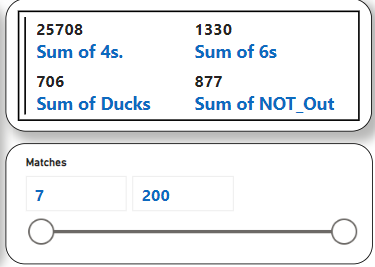 25708 1330
Sum of 4s. Sum of 6s
706 877
Sum of Ducks Sum of NOT_Out
Matches
7 200